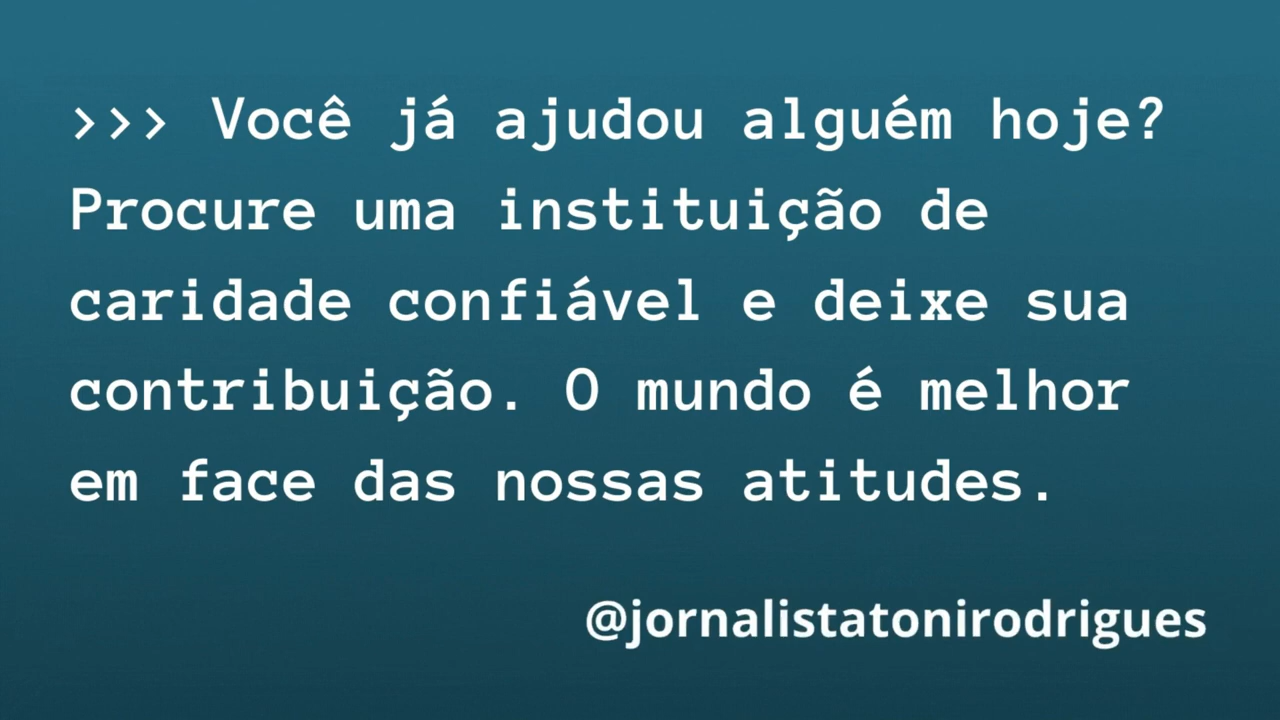 >>> Você já ajudou alguém hoje?
Procure uma instituição de
caridade confiável e deixe sua
contribuição. O mundo é melhor
em face das nossas atitudes.
@jornalistatonirodrigues